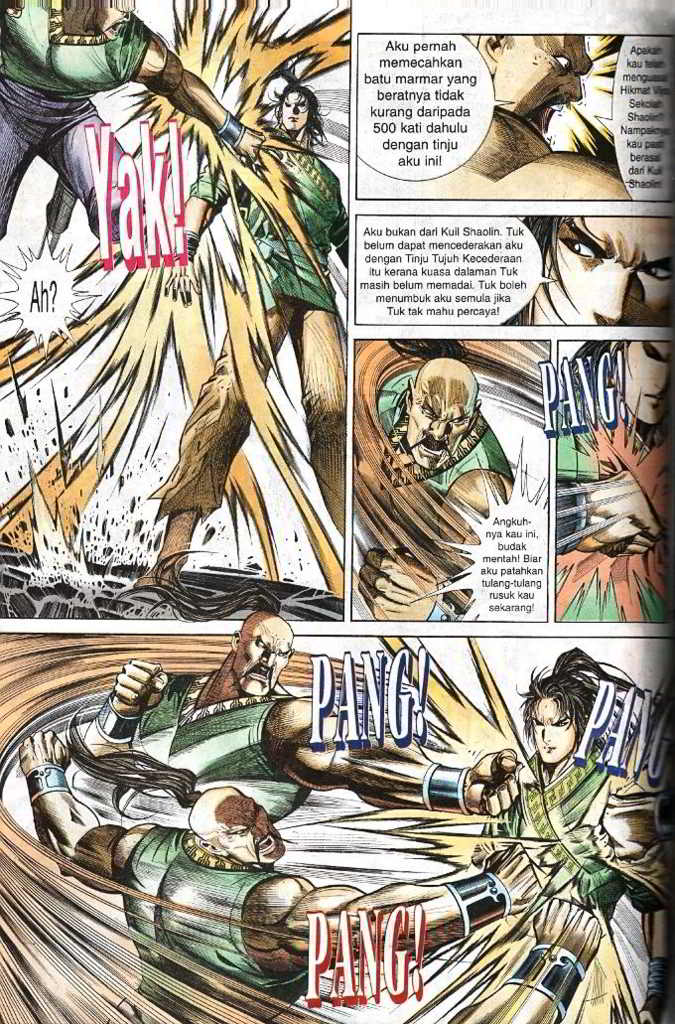 Yak!
Ah?
Aku pernah
memecahkan
batu marmar yang
beratnya tidak
kurang daripada
500 kati dahulu
dengan tinju
aku ini!
Apakah
kau telah
menguasai
Hikmat
Sekolah
Shaolin?
Nampaknya
kau pasti
berasal
dari Kuil
Shaolin!
Aku bukan dari Kuil Shaolin. Tuk
belum dapat mencederakan aku
dengan Tinju Tujuh Kecederaan
itu kerana kuasa dalaman Tuk
masih belum memadai. Tuk boleh
menumbuk aku semula jika
Tuk tak mahu percaya!
Angkuh-
nya kau ini,
budak
mentah! Biar
aku patahkan
tulang-tulang
rusuk kau
sekarang!
PANG!
PANG!
PANG!
PANG!